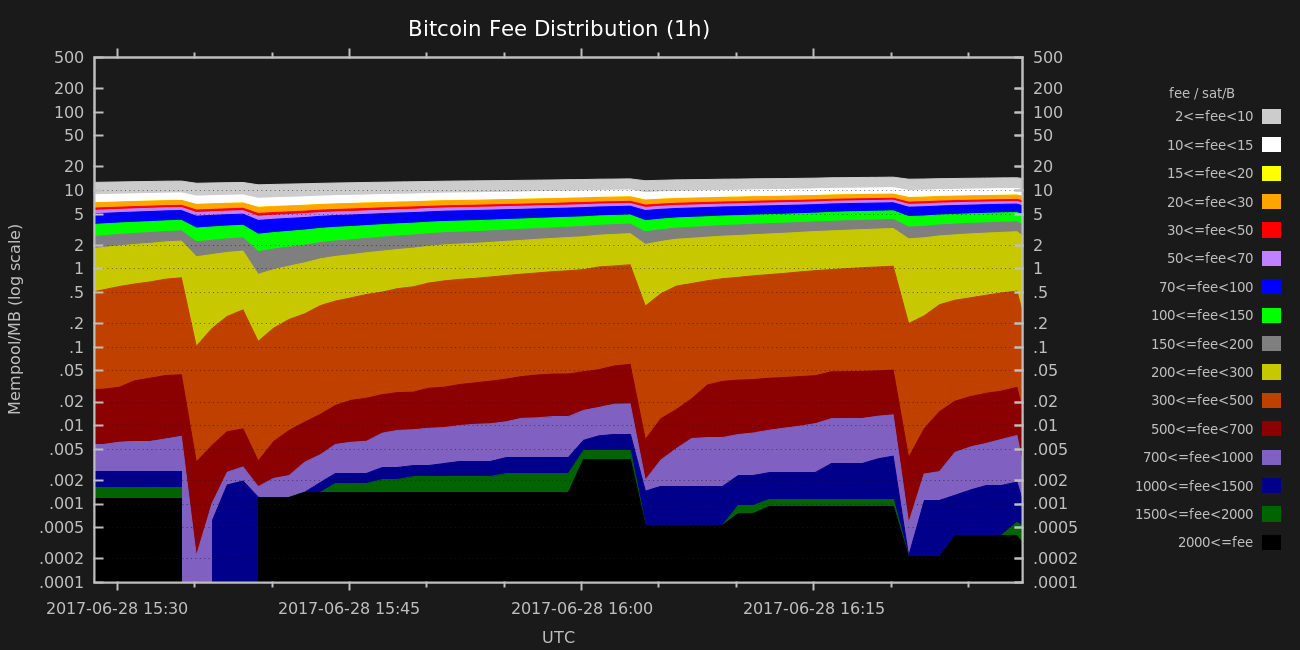 Bitcoin Fee Distribution (1h)
Mempool/MB (log scale)
500
200
100
50
20
10
5
2
1
.5
.2
.1
.05
.02
.01
.005
.002
.001
.0005
.0002
.0001
500
200
100
50
20
10
5
2
1
.5
.2
.1
.05
.02
.01
.005
.002
.001
.0005
.0002
.0001
2017-06-28 15:30 2017-06-28 15:45 2017-06-28 16:00 2017-06-28 16:15
UTC
fee / sat/B
2<=fee<10
10<=fee<15
15<=fee<20
20<=fee<30
30<=fee<50
50<=fee<70
70<=fee<100
100<=fee<150
150<=fee<200
200<=fee<300
300<=fee<500
500<=fee<700
700<=fee<1000
1000<=fee<1500
1500<=fee<2000
2000<=fee